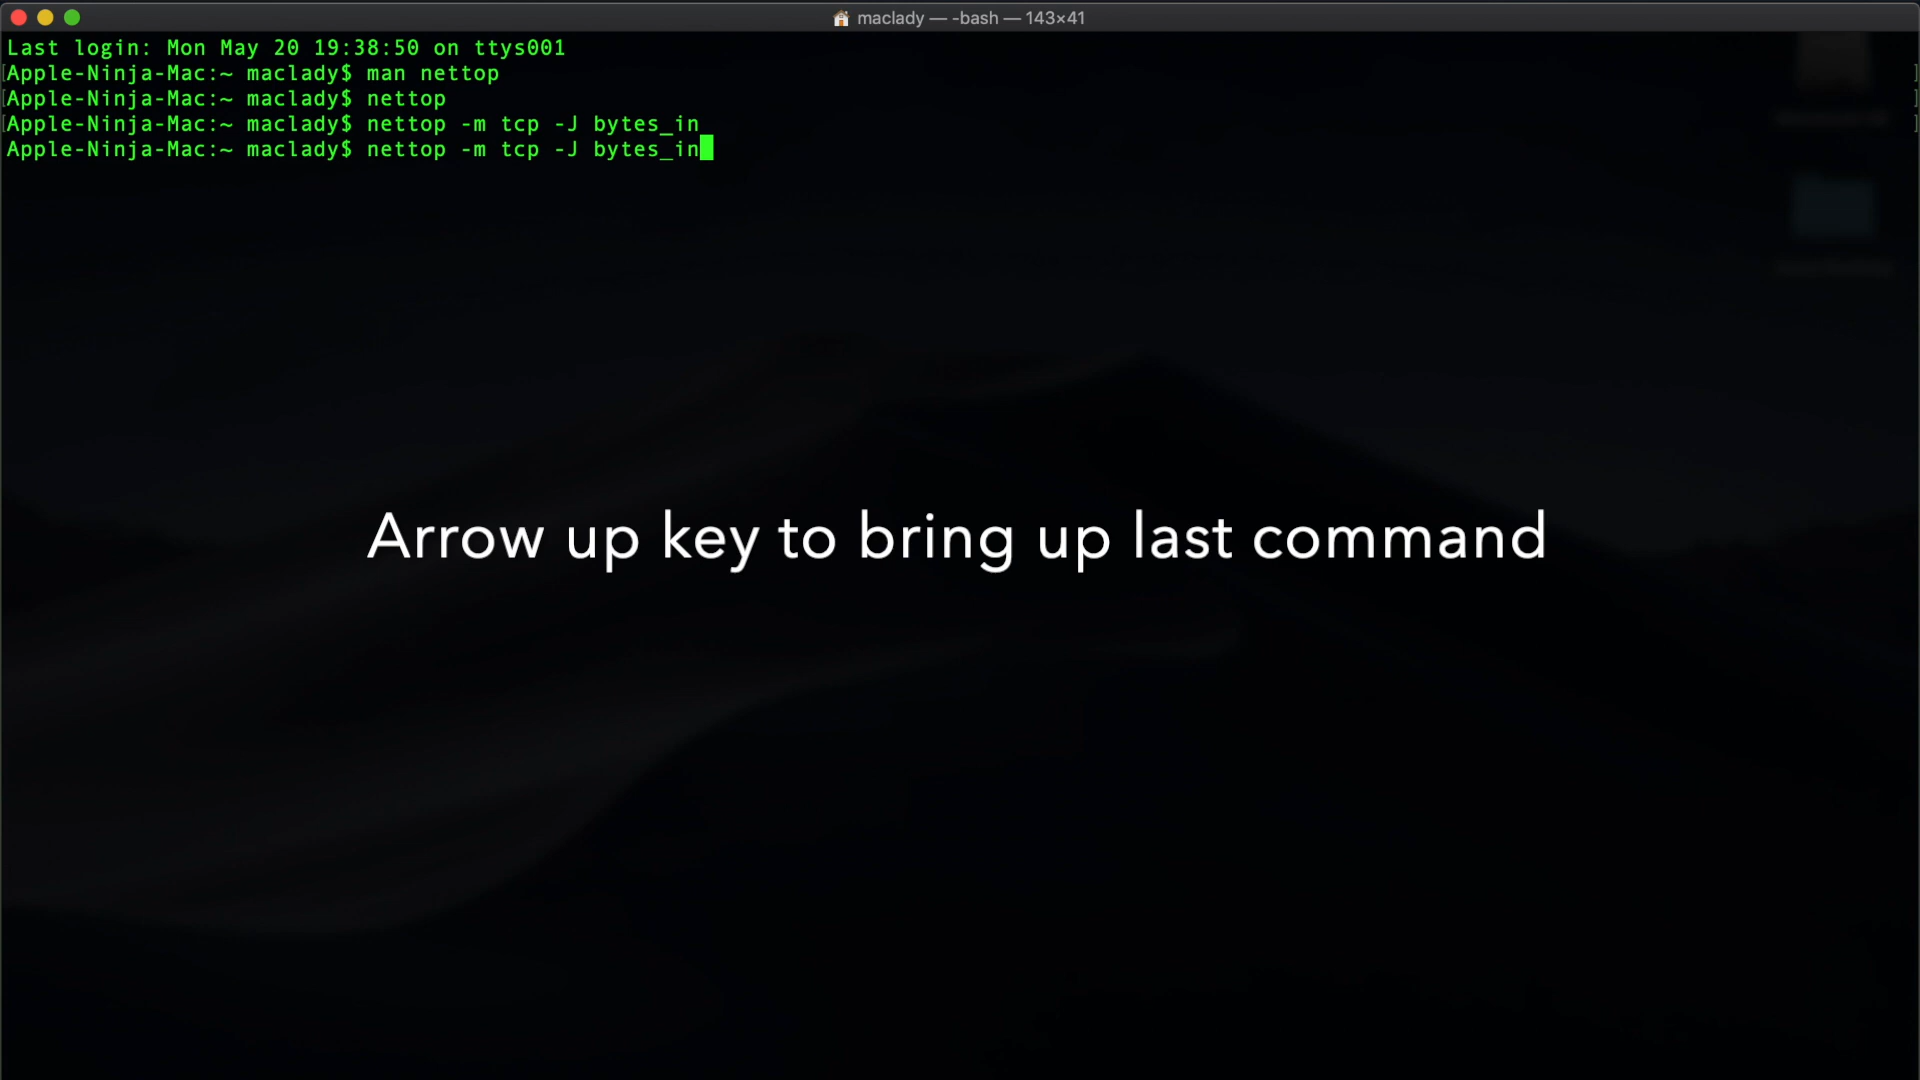 maclady — -bash — 143×41
Last login: Mon May 20 19:38:50 on ttys001
[Apple-Ninja-Mac:~ maclady$ man nettop ]
[Apple-Ninja-Mac:~ maclady$ nettop ]
[Apple-Ninja-Mac:~ maclady$ nettop -m tcp -J bytes_in ]
Apple-Ninja-Mac:~ maclady$ nettop -m tcp -J bytes_in
Arrow up key to bring up last command